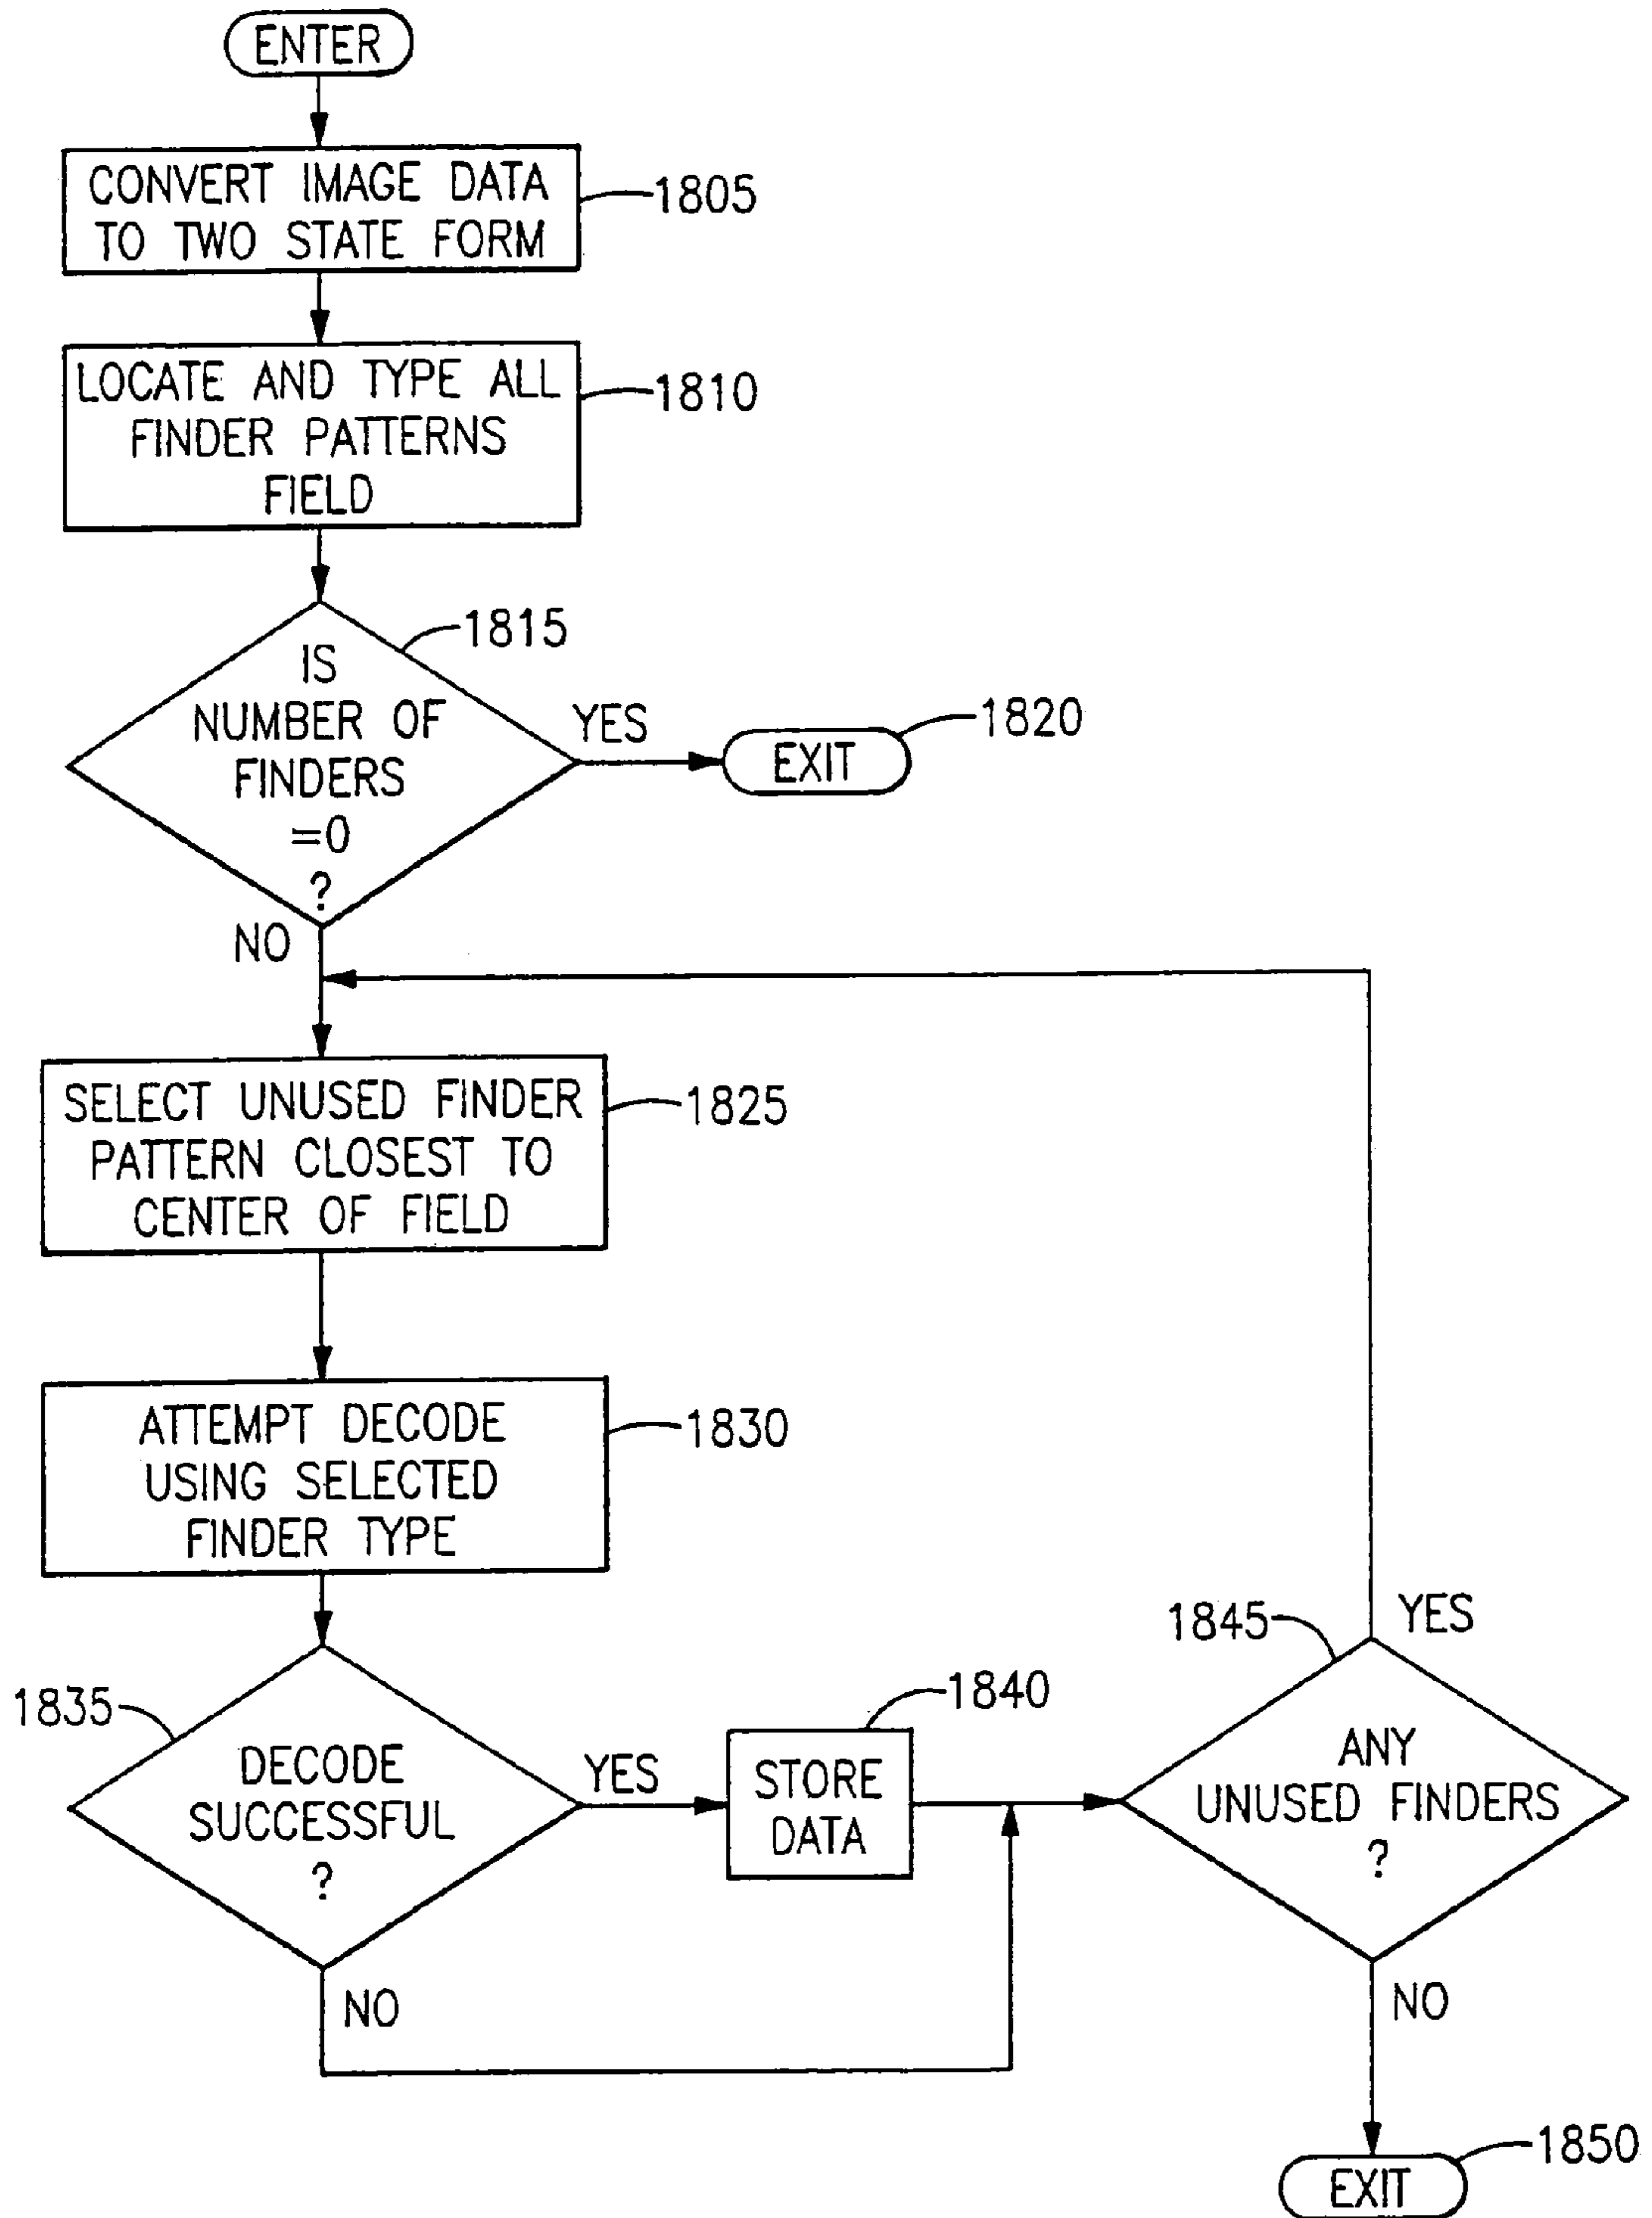 ENTER
CONVERT IMAGE DATA
TO TWO STATE FORM
1805
LOCATE AND TYPE ALL
FINDER PATTERNS
FIELD
1810
IS
NUMBER OF
FINDERS
=0
?
1815
YES
EXIT
1820
NO
SELECT UNUSED FINDER
PATTERN CLOSEST TO
CENTER OF FIELD
1825
ATTEMPT DECODE
USING SELECTED
FINDER TYPE
1830
1835
DECODE
SUCCESSFUL
?
YES
STORE
DATA
1840
NO
1845
ANY
UNUSED FINDERS
?
YES
NO
EXIT
1850